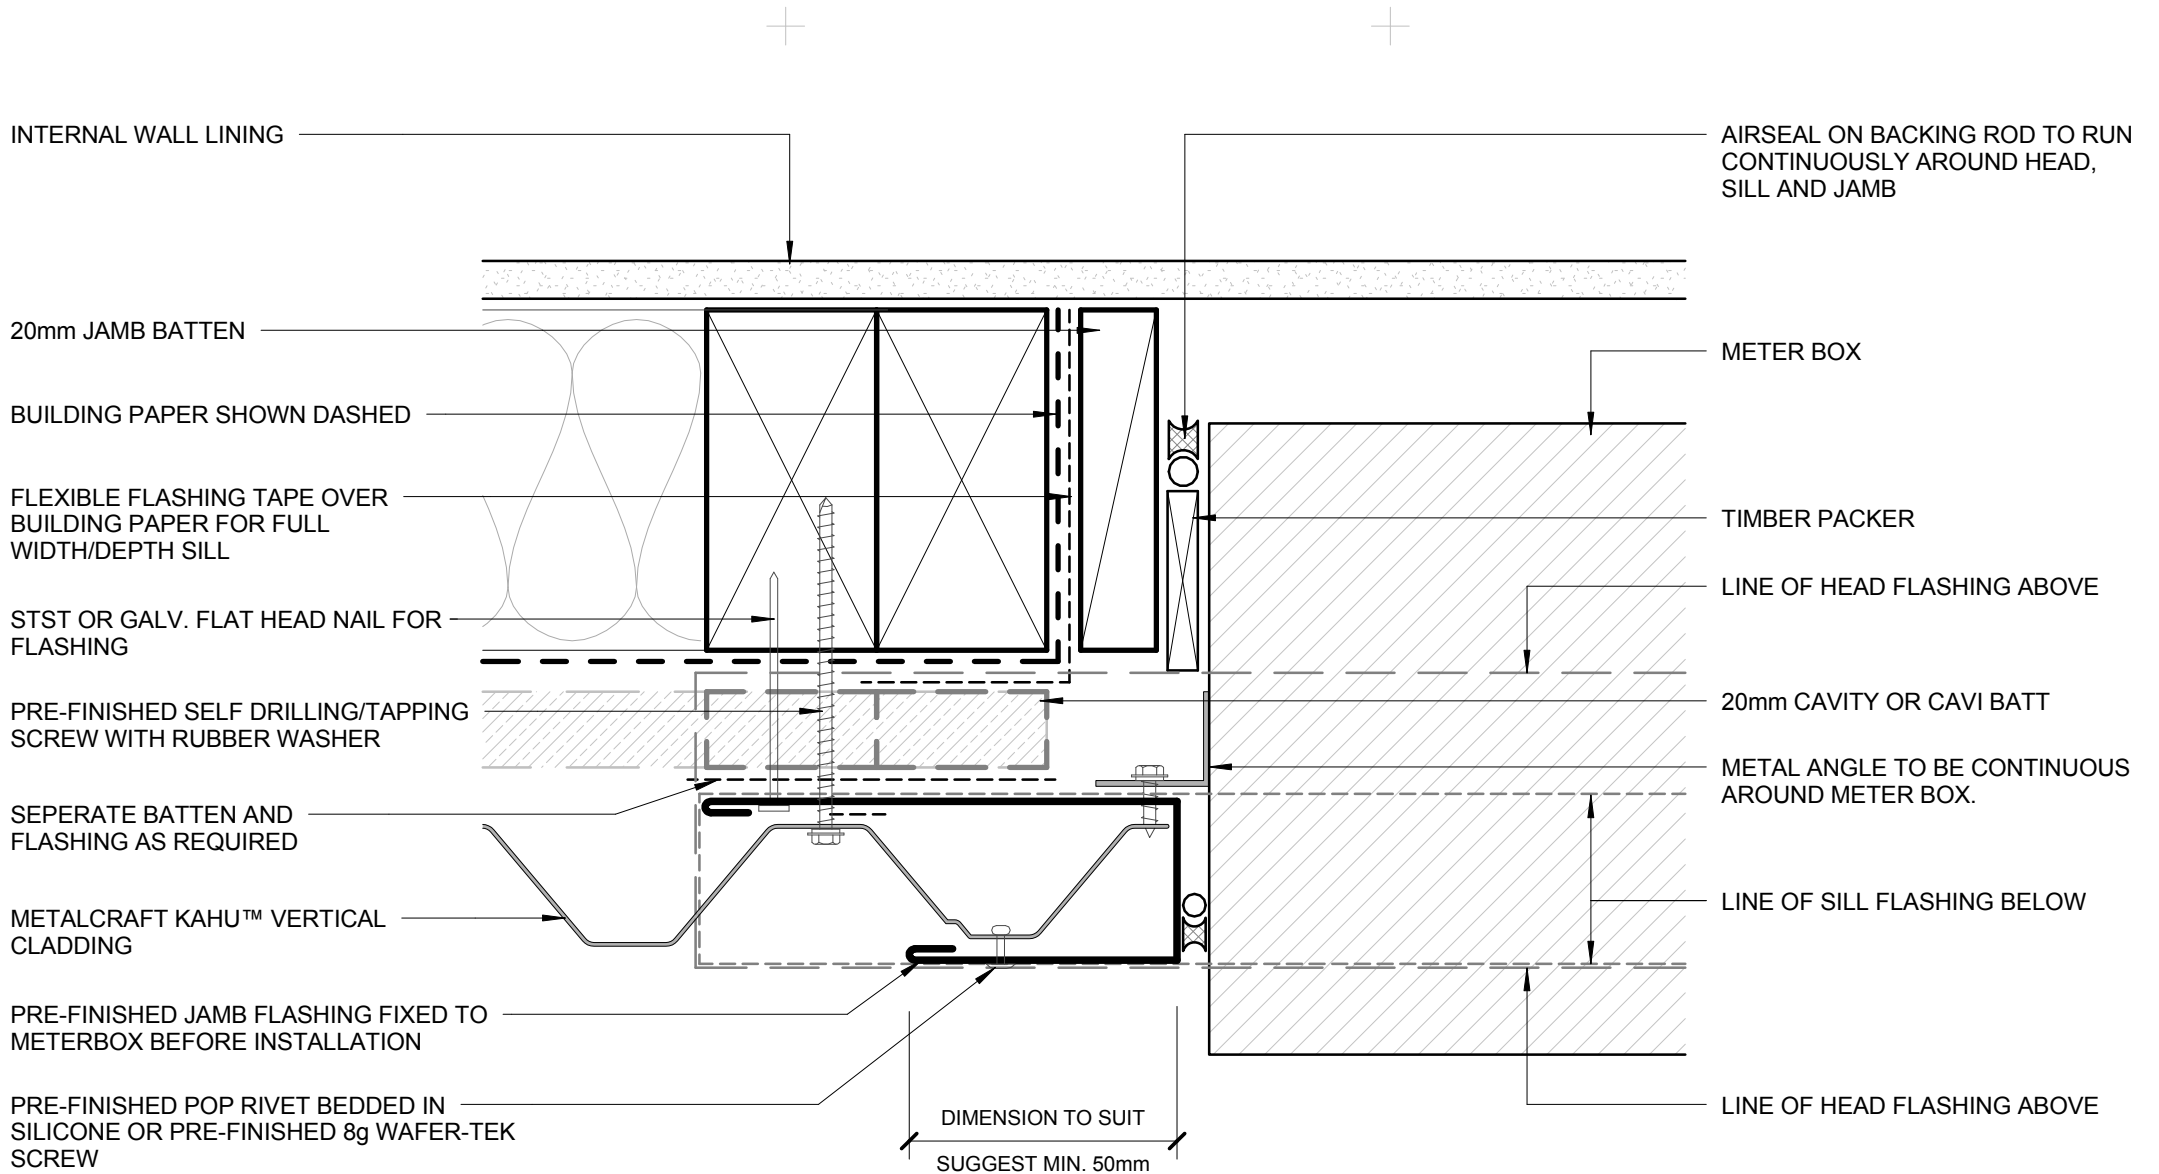 INTERNAL WALL LINING
20mm JAMB BATTEN
BUILDING PAPER SHOWN DASHED
FLEXIBLE FLASHING TAPE OVER
BUILDING PAPER FOR FULL
WIDTH/DEPTH SILL
STST OR GALV. FLAT HEAD NAIL FOR
FLASHING
PRE-FINISHED SELF DRILLING/TAPPING
SCREW WITH RUBBER WASHER
SEPERATE BATTEN AND
FLASHING AS REQUIRED
METALCRAFT KAHU™ VERTICAL
CLADDING
PRE-FINISHED JAMB FLASHING FIXED TO
METERBOX BEFORE INSTALLATION
PRE-FINISHED POP RIVET BEDDED IN
SILICONE OR PRE-FINISHED 8g WAFER-TEK
SCREW
DIMENSION TO SUIT
SUGGEST MIN. 50mm
AIRSEAL ON BACKING ROD TO RUN
CONTINUOUSLY AROUND HEAD,
SILL AND JAMB
METER BOX
TIMBER PACKER
LINE OF HEAD FLASHING ABOVE
20mm CAVITY OR CAVI BATT
METAL ANGLE TO BE CONTINUOUS
AROUND METER BOX.
LINE OF SILL FLASHING BELOW
LINE OF HEAD FLASHING ABOVE